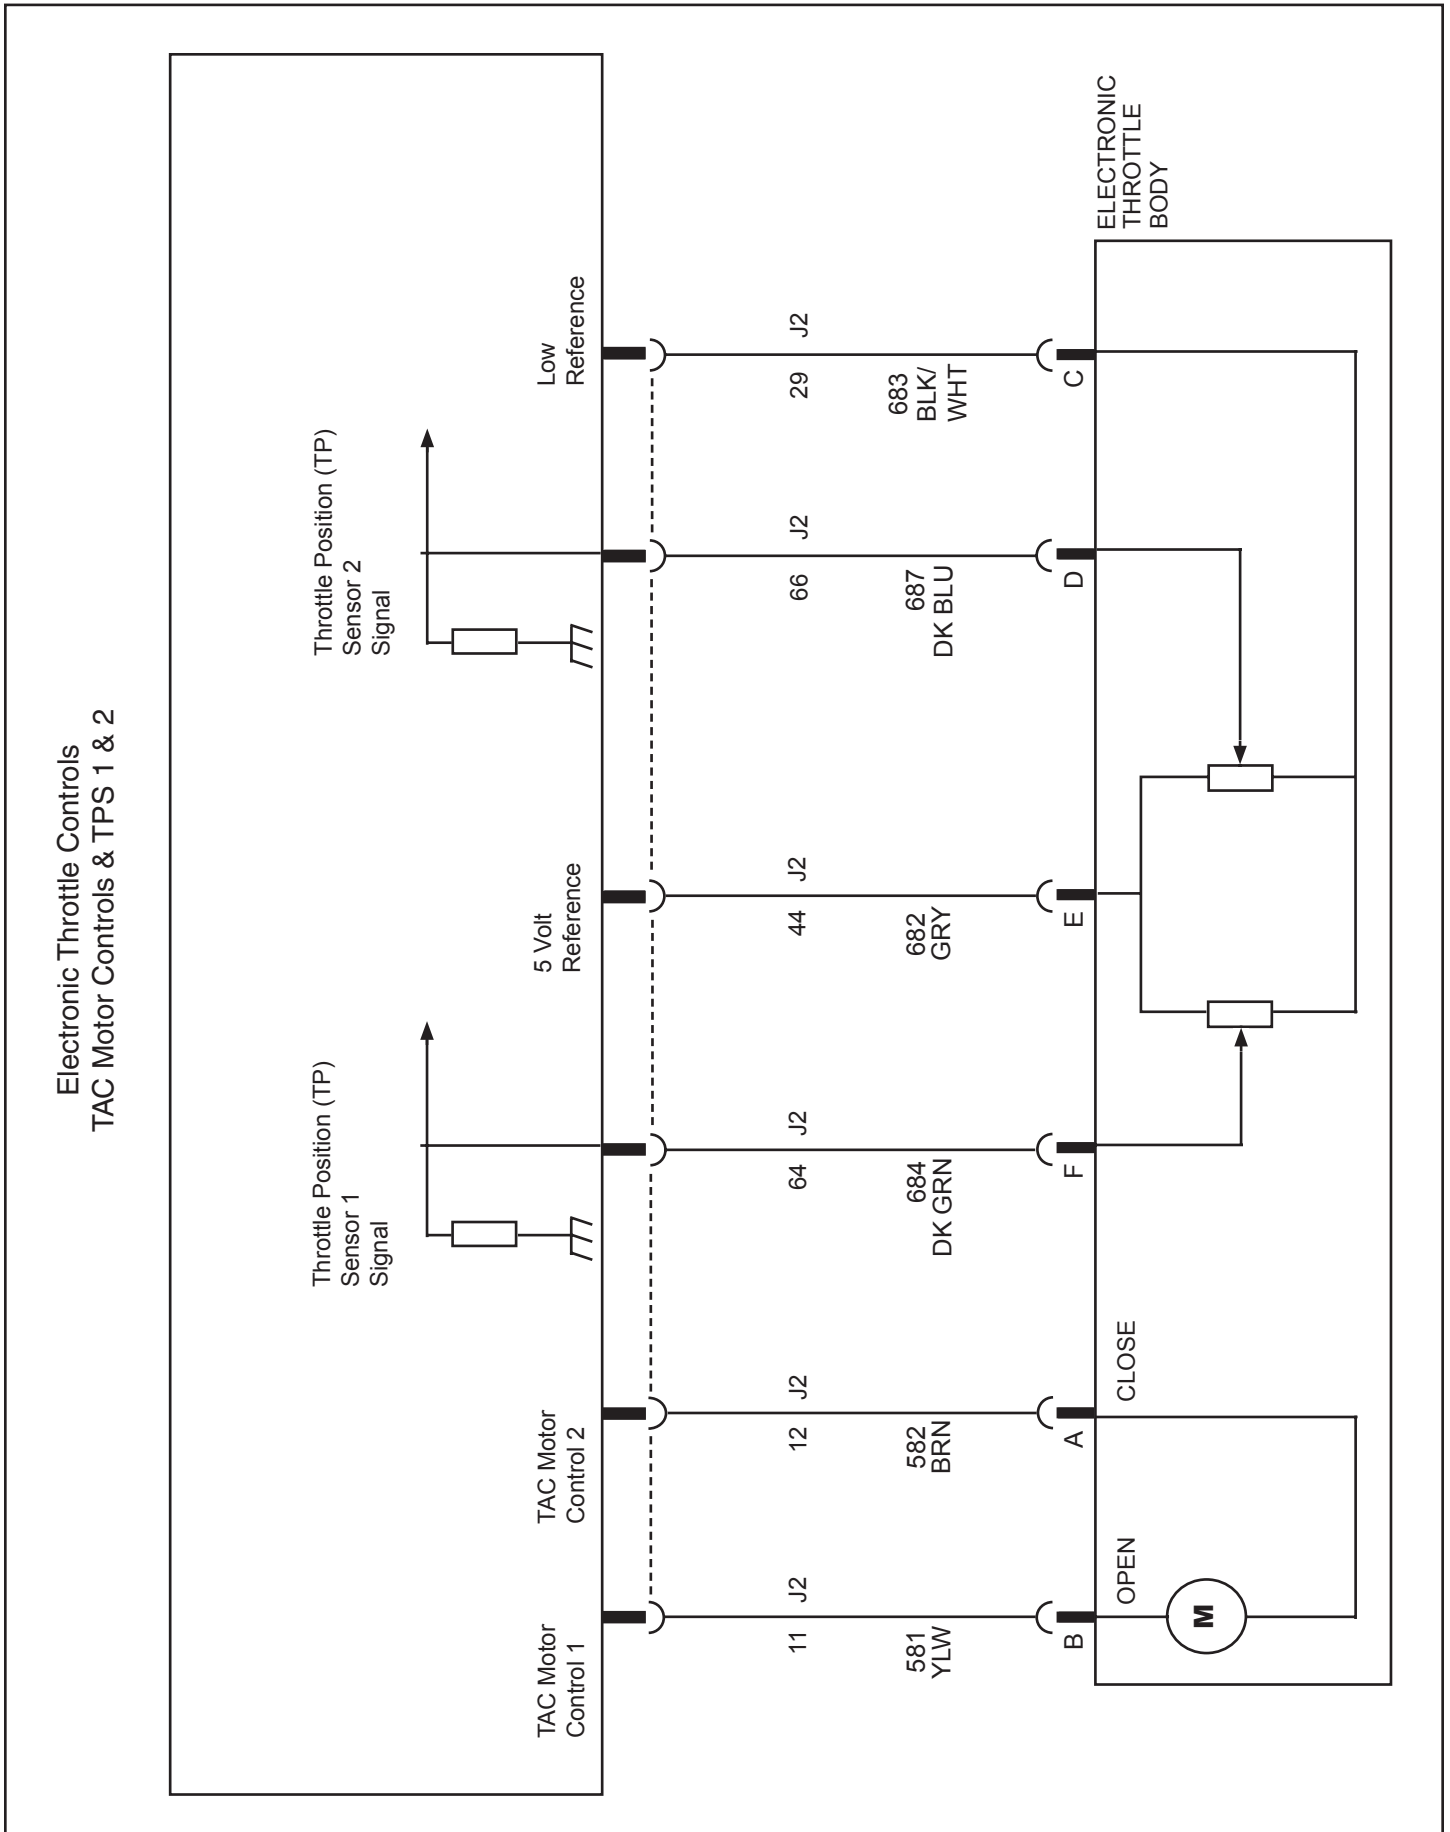 Electronic Throttle Controls
TAC Motor Controls & TPS 1 & 2
TAC Motor
Control 1
TAC Motor
Control 2
Throttle Position (TP)
Sensor 1
Signal
5 Volt
Reference
Throttle Position (TP)
Sensor 2
Signal
Low
Reference
11 J2
12 J2
64 J2
44 J2
66 J2
29 J2
581
YLW
582
BRN
684
DK GRN
682
GRY
687
DK BLU
683
BLK/
WHT
B
A
F
E
D
C
OPEN
CLOSE
M
ELECTRONIC
THROTTLE
BODY